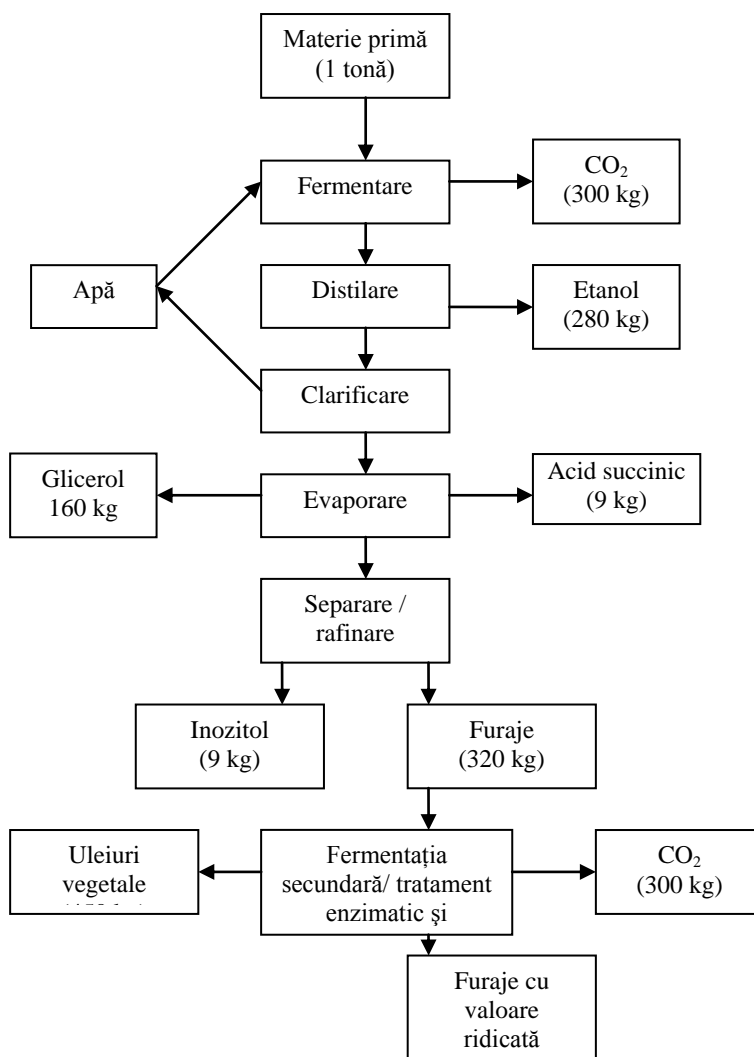 Materie primă
(1 tonă)
Fermentare
CO₂
(300 kg)
Apă
Distilare
Etanol
(280 kg)
Clarificare
Glicerol
160 kg
Evaporare
Acid succinic
(9 kg)
Separare /
rafinare
Inozitol
(9 kg)
Furaje
(320 kg)
Uleiuri
vegetale
Fermentația
secundară/ tratament
enzimatic şi
CO₂
(300 kg)
Furaje cu
valoare
ridicată